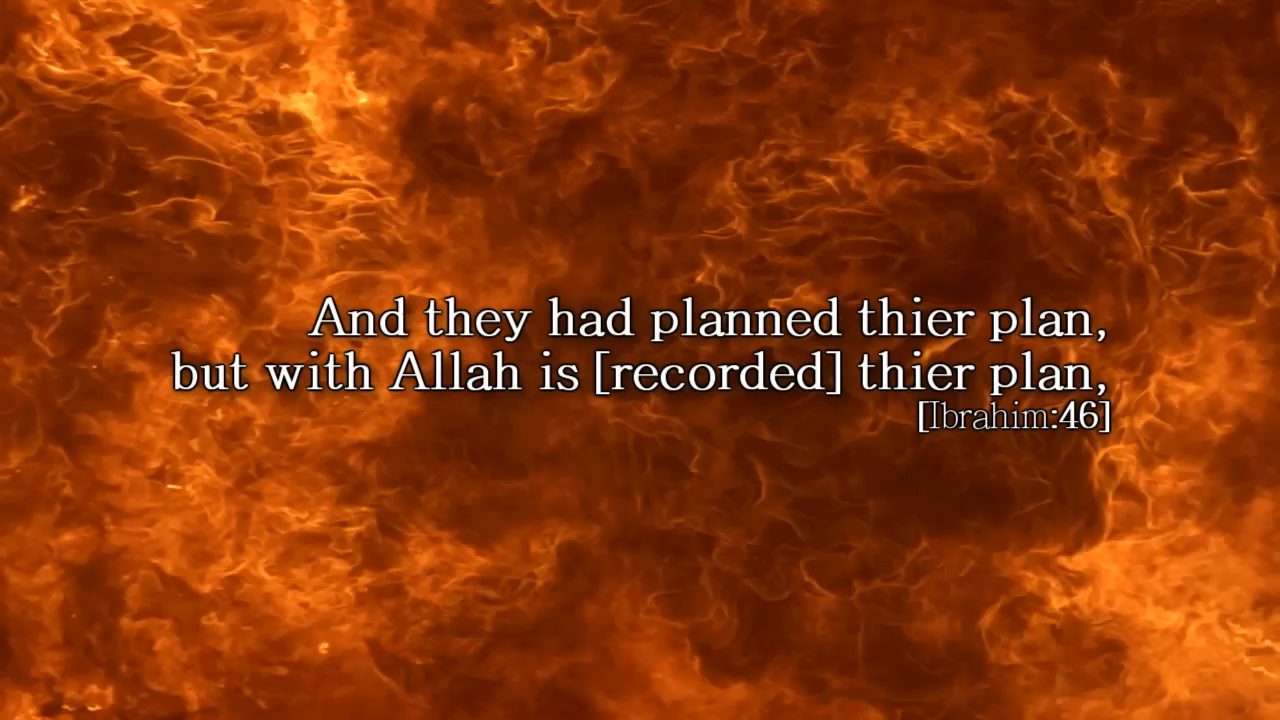 And they had planned thier plan,
but with Allah is [recorded] thier plan,
[Ibrahim:46]